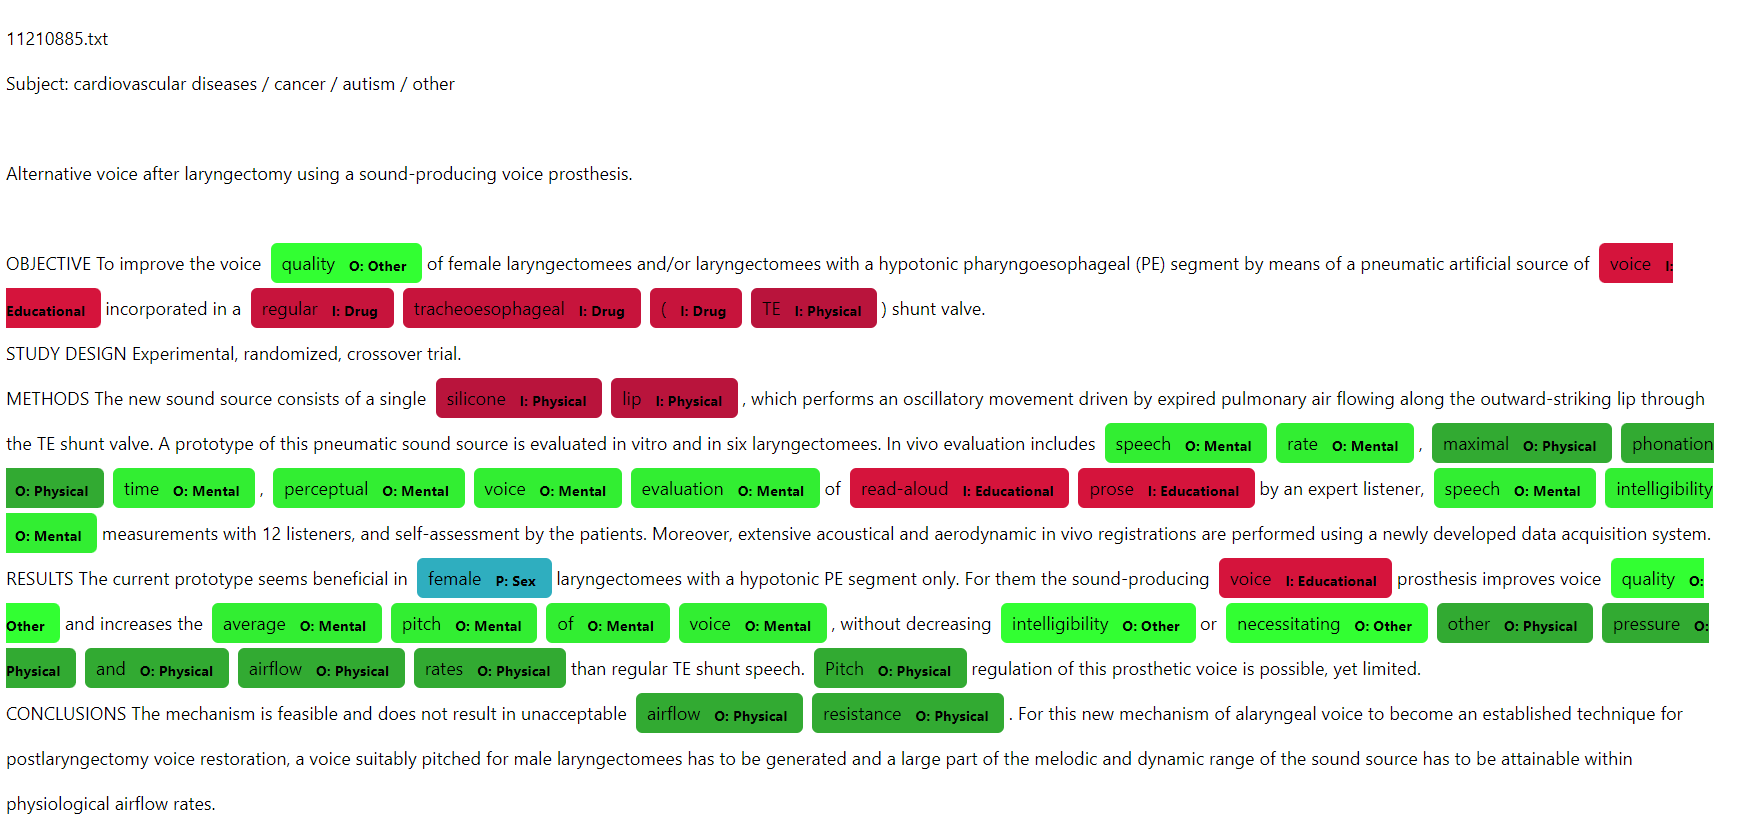 11210885.txt
Subject: cardiovascular diseases / cancer / autism / other
Alternative voice after laryngectomy using a sound-producing voice prosthesis.
OBJECTIVE To improve the voice quality O: Other of female laryngectomees and/or laryngectomees with a hypotonic pharyngoesophageal (PE) segment by means of a pneumatic artificial source of voice I:
Educational incorporated in a regular I: Drug tracheoesophageal I: Drug ( I: Drug TE I: Physical ) shunt valve.
STUDY DESIGN Experimental, randomized, crossover trial.
METHODS The new sound source consists of a single silicone I: Physical lip I: Physical , which performs an oscillatory movement driven by expired pulmonary air flowing along the outward-striking lip through
the TE shunt valve. A prototype of this pneumatic sound source is evaluated in vitro and in six laryngectomees. In vivo evaluation includes speech O: Mental rate O: Mental , maximal O: Physical phonation
O: Physical time O: Mental , perceptual O: Mental voice O: Mental evaluation O: Mental of read-aloud I: Educational prose I: Educational by an expert listener, speech O: Mental intelligibility
O: Mental measurements with 12 listeners, and self-assessment by the patients. Moreover, extensive acoustical and aerodynamic in vivo registrations are performed using a newly developed data acquisition system.
RESULTS The current prototype seems beneficial in female P: Sex laryngectomees with a hypotonic PE segment only. For them the sound-producing voice I: Educational prosthesis improves voice quality O:
Other and increases the average O: Mental pitch O: Mental of O: Mental voice O: Mental , without decreasing intelligibility O: Other or necessitating O: Other other O: Physical pressure O:
Physical and O: Physical airflow O: Physical rates O: Physical than regular TE shunt speech. Pitch O: Physical regulation of this prosthetic voice is possible, yet limited.
CONCLUSIONS The mechanism is feasible and does not result in unacceptable airflow O: Physical resistance O: Physical . For this new mechanism of alaryngeal voice to become an established technique for
postlaryngectomy voice restoration, a voice suitably pitched for male laryngectomees has to be generated and a large part of the melodic and dynamic range of the sound source has to be attainable within
physiological airflow rates.